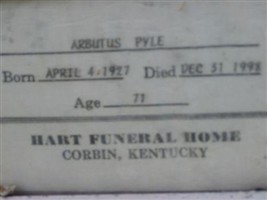 ARBUTUS PYLE
Born APRIL 4, 1927 Died DEC 31 1998
Age 71
HART FUNERAL HOME
CORBIN, KENTUCKY